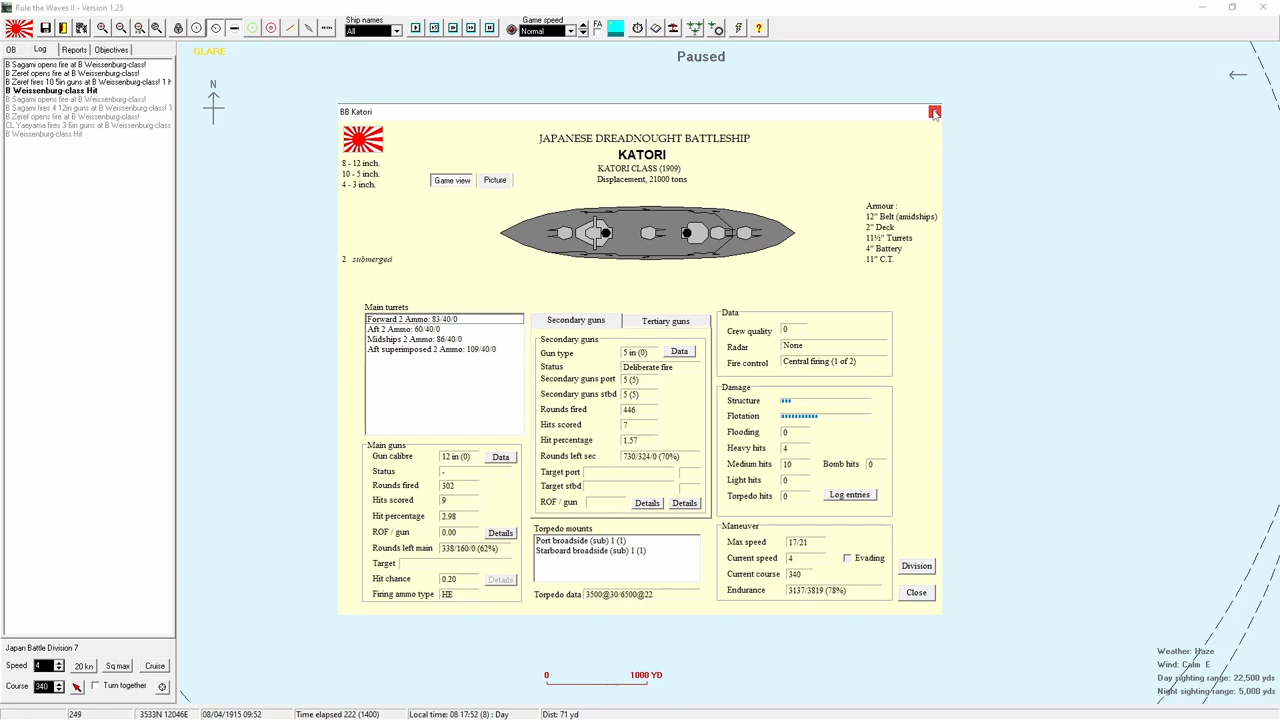 Rule the Waves II - Version 1.25
Ship names
All
Game speed
Normal
FA
OB
Log
Reports
Objectives
B Sagami opens fire at B Weissenburg-class!
B Zeref opens fire at B Weissenburg-class!
B Zeref fires 10 5in guns at B Weissenburg-class! 1 h
B Weissenburg-class Hit
B Sagami opens fire at B Weissenburg-class!
B Sagami fires 4 12in guns at B Weissenburg-class! 1
B Zeref opens fire at B Weissenburg-class!
CL Yaeyama fires 3 6in guns at B Weissenburg-class
B Weissenburg-class Hit
Japan Battle Division 7
Speed 4 20 kn Sq max Cruise
Course 340 Turn together
GLARE
N
Paused
BB Katori
JAPANESE DREADNOUGHT BATTLESHIP
KATORI
KATORI CLASS (1909)
Displacement, 21000 tons
8 - 12 inch.
10 - 5 inch.
4 - 3 inch.
Game view
Picture
2 submerged
Armour :
12" Belt (amidships)
2" Deck
11½" Turrets
4" Battery
11" C.T.
Main turrets
Forward 2 Ammo: 83/40/0
Aft 2 Ammo: 60/40/0
Midships 2 Ammo: 86/40/0
Aft superimposed 2 Ammo: 109/40/0
Main guns
Gun calibre 12 in (0) Data
Status -
Rounds fired 302
Hits scored 9
Hit percentage 2.98
ROF / gun 0.00 Details
Rounds left main 338/160/0 (62%)
Target
Hit chance 0.20 Details
Firing ammo type HE
Secondary guns
Tertiary guns
Secondary guns
Gun type 5 in (0) Data
Status Deliberate fire
Secondary guns port 5 (5)
Secondary guns stbd 5 (5)
Rounds fired 446
Hits scored 7
Hit percentage 1.57
Rounds left sec 730/324/0 (70%)
Target port
Target stbd
ROF / gun Details Details
Torpedo mounts
Port broadside (sub) 1 (1)
Starboard broadside (sub) 1 (1)
Torpedo data 3500@30/6500@22
Data
Crew quality 0
Radar None
Fire control Central firing (1 of 2)
Damage
Structure
Flotation
Flooding 0
Heavy hits 4
Medium hits 10 Bomb hits 0
Light hits 0
Torpedo hits 0 Log entries
Maneuver
Max speed 17/21
Current speed 4 Evading
Current course 340
Endurance 3137/3819 (78%)
Division
Close
0 1000 YD
Weather: Haze
Wind: Calm E
Day sighting range: 22,500 yds
Night sighting range: 5,000 yds
249 3533N 12046E 08/04/1915 09:52 Time elapsed 222 (1400) Local time: 08 17:52 (8) : Day Dist: 71 yd